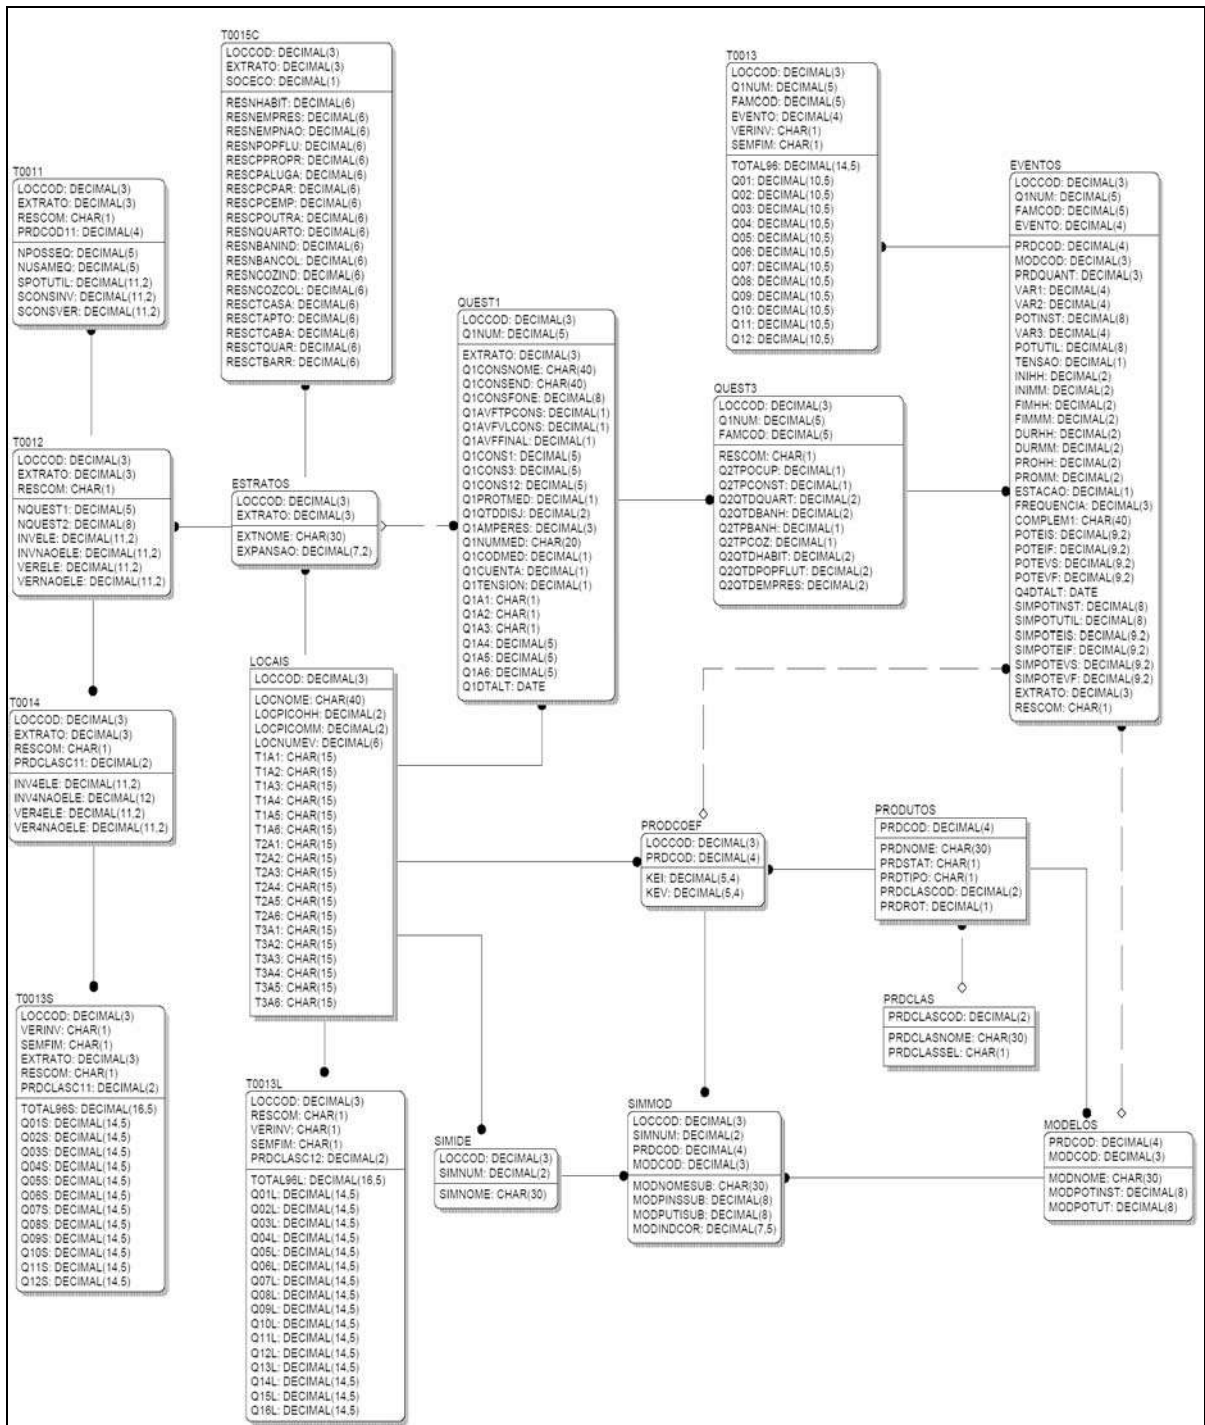 T0015C
LOCCOD: DECIMAL(3)
EXTRATO: DECIMAL(3)
SOCECO: DECIMAL(1)
RESNHABIT: DECIMAL(6)
RESNEMPRES: DECIMAL(6)
RESNEMPNAO: DECIMAL(6)
RESNPOPFLU: DECIMAL(6)
RESCPPROPR: DECIMAL(6)
RESCPALUGA: DECIMAL(6)
RESCPCPAR: DECIMAL(6)
RESCPCEMP: DECIMAL(6)
RESCPOUTRA: DECIMAL(6)
RESNQUARTO: DECIMAL(6)
RESNBANIND: DECIMAL(6)
RESNBANCOL: DECIMAL(6)
RESNCOZIND: DECIMAL(6)
RESNCOZCOL: DECIMAL(6)
RESCTCASA: DECIMAL(6)
RESCTAPTO: DECIMAL(6)
RESCTCABA: DECIMAL(6)
RESCTQUAR: DECIMAL(6)
RESCTBARR: DECIMAL(6)
T0013
LOCCOD: DECIMAL(3)
Q1NUM: DECIMAL(5)
FAMCOD: DECIMAL(5)
EVENTO: DECIMAL(4)
VERINV: CHAR(1)
SEMFIM: CHAR(1)
TOTAL96: DECIMAL(14,5)
Q01: DECIMAL(10,5)
Q02: DECIMAL(10,5)
Q03: DECIMAL(10,5)
Q04: DECIMAL(10,5)
Q05: DECIMAL(10,5)
Q06: DECIMAL(10,5)
Q07: DECIMAL(10,5)
Q08: DECIMAL(10,5)
Q09: DECIMAL(10,5)
Q10: DECIMAL(10,5)
Q11: DECIMAL(10,5)
Q12: DECIMAL(10,5)
T0011
LOCCOD: DECIMAL(3)
EXTRATO: DECIMAL(3)
RESCOM: CHAR(1)
PRDCOD11: DECIMAL(4)
NPOSSEQ: DECIMAL(5)
NUSAMEQ: DECIMAL(5)
SPOTUTIL: DECIMAL(11,2)
SCONSINV: DECIMAL(11,2)
SCONSVER: DECIMAL(11,2)
EVENTOS
LOCCOD: DECIMAL(3)
Q1NUM: DECIMAL(5)
FAMCOD: DECIMAL(5)
EVENTO: DECIMAL(4)
PRDCOD: DECIMAL(4)
MODCOD: DECIMAL(3)
PRDQUANT: DECIMAL(3)
VAR1: DECIMAL(4)
VAR2: DECIMAL(4)
POTINST: DECIMAL(8)
VAR3: DECIMAL(4)
POTUTIL: DECIMAL(8)
TENSAO: DECIMAL(1)
INIHH: DECIMAL(2)
INIMM: DECIMAL(2)
FIMHH: DECIMAL(2)
FIMMM: DECIMAL(2)
DURHH: DECIMAL(2)
DURMM: DECIMAL(2)
PROHH: DECIMAL(2)
PROMM: DECIMAL(2)
ESTACAO: DECIMAL(1)
FREQUENCIA: DECIMAL(3)
COMPLEM1: CHAR(40)
POTEIS: DECIMAL(9,2)
POTEIF: DECIMAL(9,2)
POTEVS: DECIMAL(9,2)
POTEVF: DECIMAL(9,2)
Q4DTALT: DATE
SIMPOTINST: DECIMAL(8)
SIMPOTUTIL: DECIMAL(8)
SIMPOTEIS: DECIMAL(9,2)
SIMPOTEIF: DECIMAL(9,2)
SIMPOTEVS: DECIMAL(9,2)
SIMPOTEVF: DECIMAL(9,2)
EXTRATO: DECIMAL(3)
RESCOM: CHAR(1)
QUEST1
LOCCOD: DECIMAL(3)
Q1NUM: DECIMAL(5)
EXTRATO: DECIMAL(3)
Q1CONSNOME: CHAR(40)
Q1CONSEND: CHAR(40)
Q1CONSFONE: DECIMAL(8)
Q1AVFTPCONS: DECIMAL(1)
Q1AVFVLCONS: DECIMAL(1)
Q1AVFFINAL: DECIMAL(1)
Q1CONS1: DECIMAL(5)
Q1CONS3: DECIMAL(5)
Q1CONS12: DECIMAL(5)
Q1PROTMED: DECIMAL(1)
Q1QTDDISJ: DECIMAL(2)
Q1AMPERES: DECIMAL(3)
Q1NUMMED: CHAR(20)
Q1CODMED: DECIMAL(1)
Q1CUENTA: DECIMAL(1)
Q1TENSION: DECIMAL(1)
Q1A1: CHAR(1)
Q1A2: CHAR(1)
Q1A3: CHAR(1)
Q1A4: DECIMAL(5)
Q1A5: DECIMAL(5)
Q1A6: DECIMAL(5)
Q1DTALT: DATE
QUEST3
LOCCOD: DECIMAL(3)
Q1NUM: DECIMAL(5)
FAMCOD: DECIMAL(5)
RESCOM: CHAR(1)
Q2TPOCUP: DECIMAL(1)
Q2TPCONST: DECIMAL(1)
Q2QTDQUART: DECIMAL(2)
Q2QTDBANH: DECIMAL(2)
Q2TPBANH: DECIMAL(1)
Q2TPCOZ: DECIMAL(1)
Q2QTDHABIT: DECIMAL(2)
Q2QTDPOPFLUT: DECIMAL(2)
Q2QTDEMPRES: DECIMAL(2)
T0012
LOCCOD: DECIMAL(3)
EXTRATO: DECIMAL(3)
RESCOM: CHAR(1)
NQUEST1: DECIMAL(5)
NQUEST2: DECIMAL(8)
INVELE: DECIMAL(11,2)
INVNAOELE: DECIMAL(11,2)
VERELE: DECIMAL(11,2)
VERNAOELE: DECIMAL(11,2)
ESTRATOS
LOCCOD: DECIMAL(3)
EXTRATO: DECIMAL(3)
EXTNOME: CHAR(30)
EXPANSAO: DECIMAL(7,2)
LOCAIS
LOCCOD: DECIMAL(3)
LOCNOME: CHAR(40)
LOCPICOHH: DECIMAL(2)
LOCPICOMM: DECIMAL(2)
LOCNUMEV: DECIMAL(6)
T1A1: CHAR(15)
T1A2: CHAR(15)
T1A3: CHAR(15)
T1A4: CHAR(15)
T1A5: CHAR(15)
T1A6: CHAR(15)
T2A1: CHAR(15)
T2A2: CHAR(15)
T2A3: CHAR(15)
T2A4: CHAR(15)
T2A5: CHAR(15)
T2A6: CHAR(15)
T3A1: CHAR(15)
T3A2: CHAR(15)
T3A3: CHAR(15)
T3A4: CHAR(15)
T3A5: CHAR(15)
T3A6: CHAR(15)
T0014
LOCCOD: DECIMAL(3)
EXTRATO: DECIMAL(3)
RESCOM: CHAR(1)
PRDCLASC11: DECIMAL(2)
INV4ELE: DECIMAL(11,2)
INV4NAOELE: DECIMAL(12)
VER4ELE: DECIMAL(11,2)
VER4NAOELE: DECIMAL(11,2)
PRODCOEF
LOCCOD: DECIMAL(3)
PRDCOD: DECIMAL(4)
KEI: DECIMAL(5,4)
KEV: DECIMAL(5,4)
PRODUTOS
PRDCOD: DECIMAL(4)
PRDNOME: CHAR(30)
PRDSTAT: CHAR(1)
PRDTIPO: CHAR(1)
PRDCLASCOD: DECIMAL(2)
PRDROT: DECIMAL(1)
PRDCLAS
PRDCLASCOD: DECIMAL(2)
PRDCLASNOME: CHAR(30)
PRDCLASSEL: CHAR(1)
T0013S
LOCCOD: DECIMAL(3)
VERINV: CHAR(1)
SEMFIM: CHAR(1)
EXTRATO: DECIMAL(3)
RESCOM: CHAR(1)
PRDCLASC11: DECIMAL(2)
TOTAL96S: DECIMAL(16,5)
Q01S: DECIMAL(14,5)
Q02S: DECIMAL(14,5)
Q03S: DECIMAL(14,5)
Q04S: DECIMAL(14,5)
Q05S: DECIMAL(14,5)
Q06S: DECIMAL(14,5)
Q07S: DECIMAL(14,5)
Q08S: DECIMAL(14,5)
Q09S: DECIMAL(14,5)
Q10S: DECIMAL(14,5)
Q11S: DECIMAL(14,5)
Q12S: DECIMAL(14,5)
T0013L
LOCCOD: DECIMAL(3)
RESCOM: CHAR(1)
VERINV: CHAR(1)
SEMFIM: CHAR(1)
PRDCLASC12: DECIMAL(2)
TOTAL96L: DECIMAL(16,5)
Q01L: DECIMAL(14,5)
Q02L: DECIMAL(14,5)
Q03L: DECIMAL(14,5)
Q04L: DECIMAL(14,5)
Q05L: DECIMAL(14,5)
Q06L: DECIMAL(14,5)
Q07L: DECIMAL(14,5)
Q08L: DECIMAL(14,5)
Q09L: DECIMAL(14,5)
Q10L: DECIMAL(14,5)
Q11L: DECIMAL(14,5)
Q12L: DECIMAL(14,5)
Q13L: DECIMAL(14,5)
Q14L: DECIMAL(14,5)
Q15L: DECIMAL(14,5)
Q16L: DECIMAL(14,5)
SIMIDE
LOCCOD: DECIMAL(3)
SIMNUM: DECIMAL(2)
SIMNOME: CHAR(30)
SIMMOD
LOCCOD: DECIMAL(3)
SIMNUM: DECIMAL(2)
PRDCOD: DECIMAL(4)
MODCOD: DECIMAL(3)
MODNOMESUB: CHAR(30)
MODPINSSUB: DECIMAL(8)
MODPUTISUB: DECIMAL(8)
MODINDCOR: DECIMAL(7,5)
MODELOS
PRDCOD: DECIMAL(4)
MODCOD: DECIMAL(3)
MODNOME: CHAR(30)
MODPOTINST: DECIMAL(8)
MODPOTUT: DECIMAL(8)